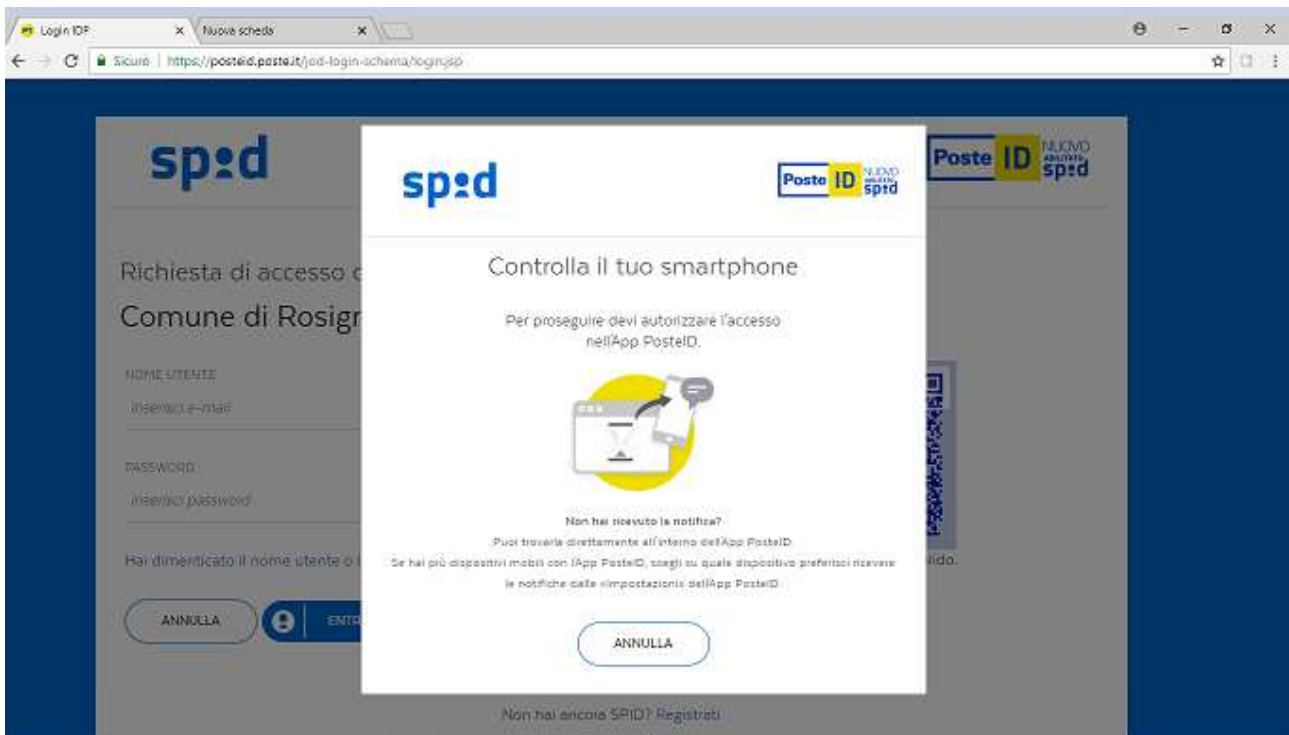 Login IDP
Nuova scheda
Sicuro | https://posteid.poste.it/jod-login-schema/login.jsp
spid
Poste ID NUOVO
ABILITATO
spid
spid
Poste ID NUOVO
ABILITATO
spid
Richiesta di accesso
Comune di Rosign
NOME UTENTE
inserisci e-mail
PASSWORD
inserisci password
Hai dimenticato il nome utente o
ANNULLA
ENTR
Controlla il tuo smartphone
Per proseguire devi autorizzare l'accesso
nell'App PosteID.
Non hai ricevuto la notifica?
Puoi trovarla direttamente all'interno dell'App PosteID
Se hai più dispositivi mobili con l'App PosteID, scegli su quale dispositivo preferisci ricevere
le notifiche dalle «Impostazioni» dell'App PosteID
ANNULLA
Non hai ancora SPID? Registrati